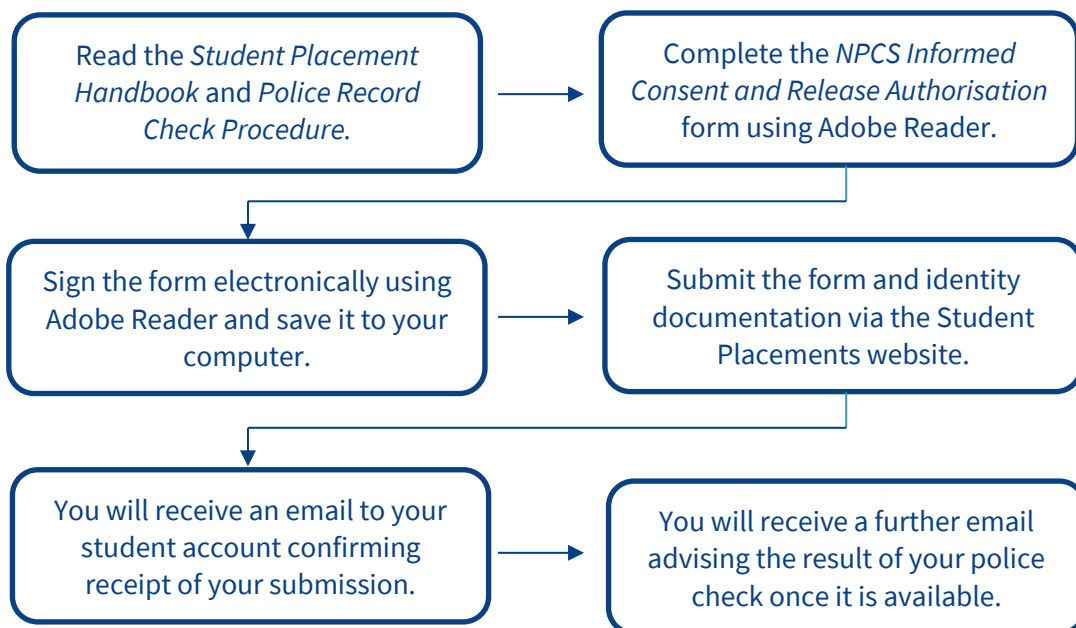 Read the Student Placement
Handbook and Police Record
Check Procedure.
Complete the NPCS Informed
Consent and Release Authorisation
form using Adobe Reader.
Sign the form electronically using
Adobe Reader and save it to your
computer.
Submit the form and identity
documentation via the Student
Placements website.
You will receive an email to your
student account confirming
receipt of your submission.
You will receive a further email
advising the result of your police
check once it is available.